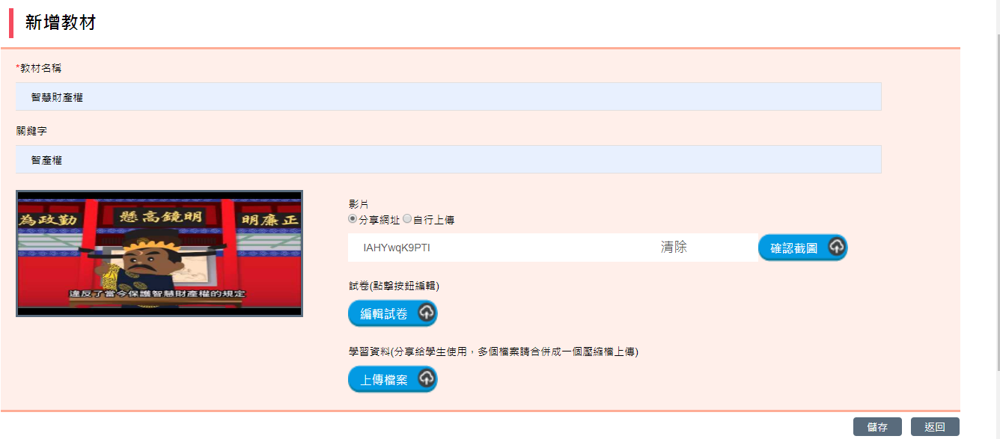 新增教材
*教材名稱
智慧財產權
關鍵字
智產權
為政勤
懸高鏡明
明廉正
違反了當今保護智慧財產權的規定
影片
分享網址 自行上傳
IAHYwqK9PTI 清除 確認截圖
試卷(點擊按鈕編輯)
編輯試卷
學習資料(分享給學生使用，多個檔案請合併成一個壓縮檔上傳)
上傳檔案
儲存 返回